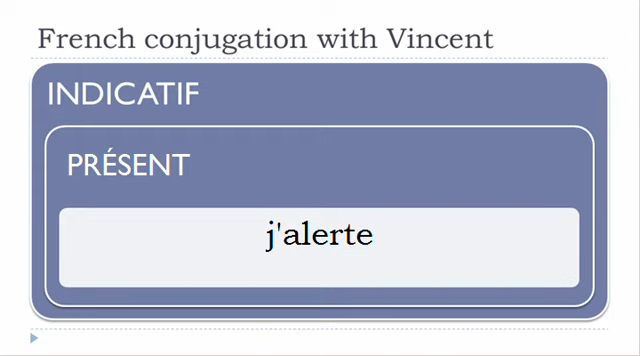 French conjugation with Vincent
INDICATIF
PRÉSENT
j'alerte